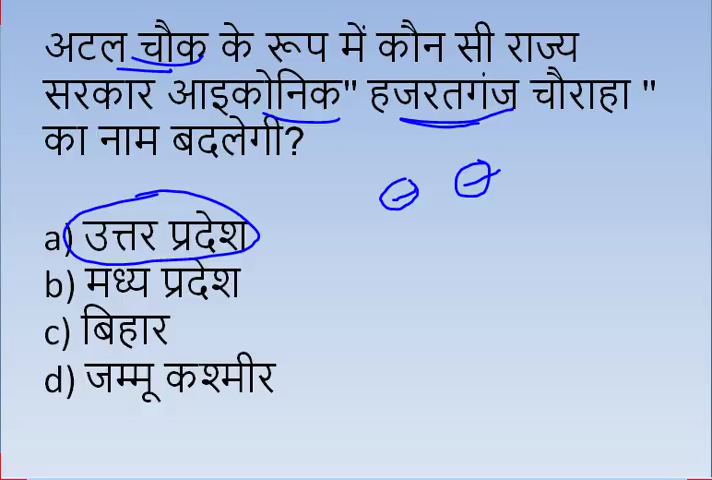 अटल चौक के रूप में कौन सी राज्य
सरकार आइकोनिक" हजरतगंज चौराहा "
का नाम बदलेगी?
a) उत्तर प्रदेश
b) मध्य प्रदेश
c) बिहार
d) जम्मू कश्मीर